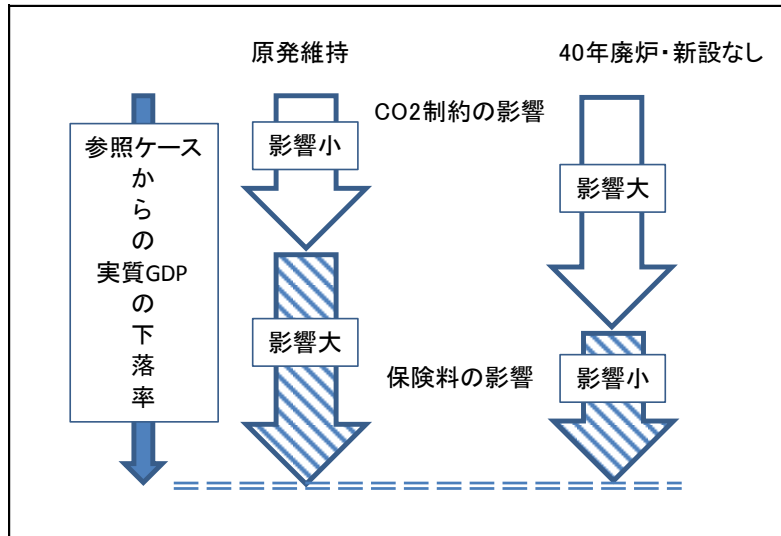 原発維持
40年廃炉・新設なし
CO2制約の影響
参照ケース
か
ら
の
実質GDP
の
下
落
率
影響小
影響大
影響大
保険料の影響
影響小